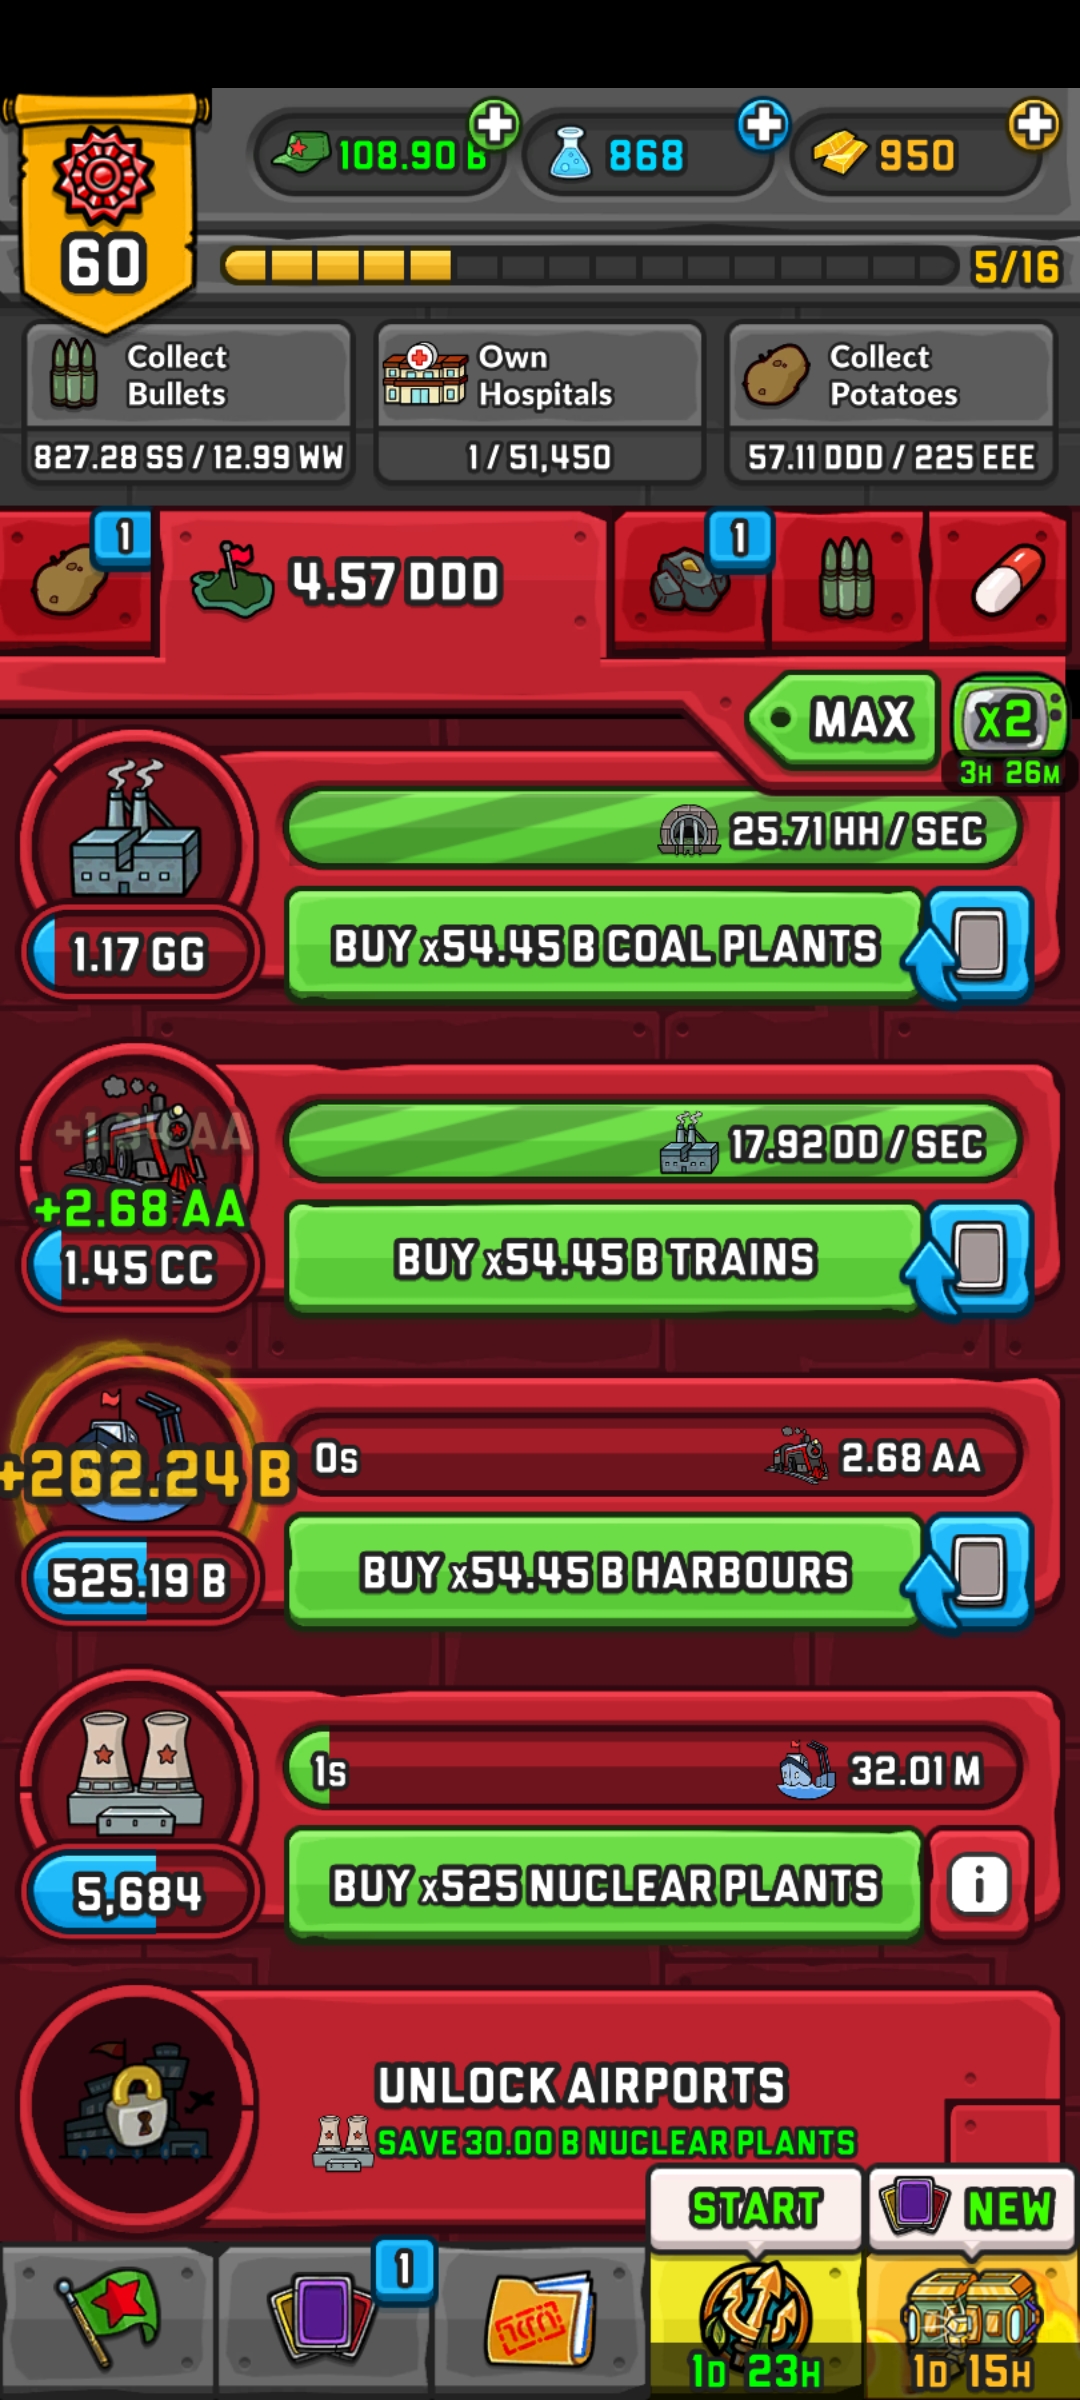 60
108.90 B
868
950
5/16
Collect
Bullets
827.28 SS / 12.99 WW
Own
Hospitals
1 / 51,450
Collect
Potatoes
57.11 DDD / 225 EEE
1
4.57 DDD
1
MAX
x2
3H 26M
25.71 HH / SEC
1.17 GG
BUY x54.45 B COAL PLANTS
17.92 DD / SEC
+2.68 AA
1.45 CC
BUY x54.45 B TRAINS
+262.24 B
0s
2.68 AA
525.19 B
BUY x54.45 B HARBOURS
1s
32.01 M
5,684
BUY x525 NUCLEAR PLANTS
i
UNLOCK AIRPORTS
SAVE 30.00 B NUCLEAR PLANTS
START
NEW
1
1D 23H
1D 15H